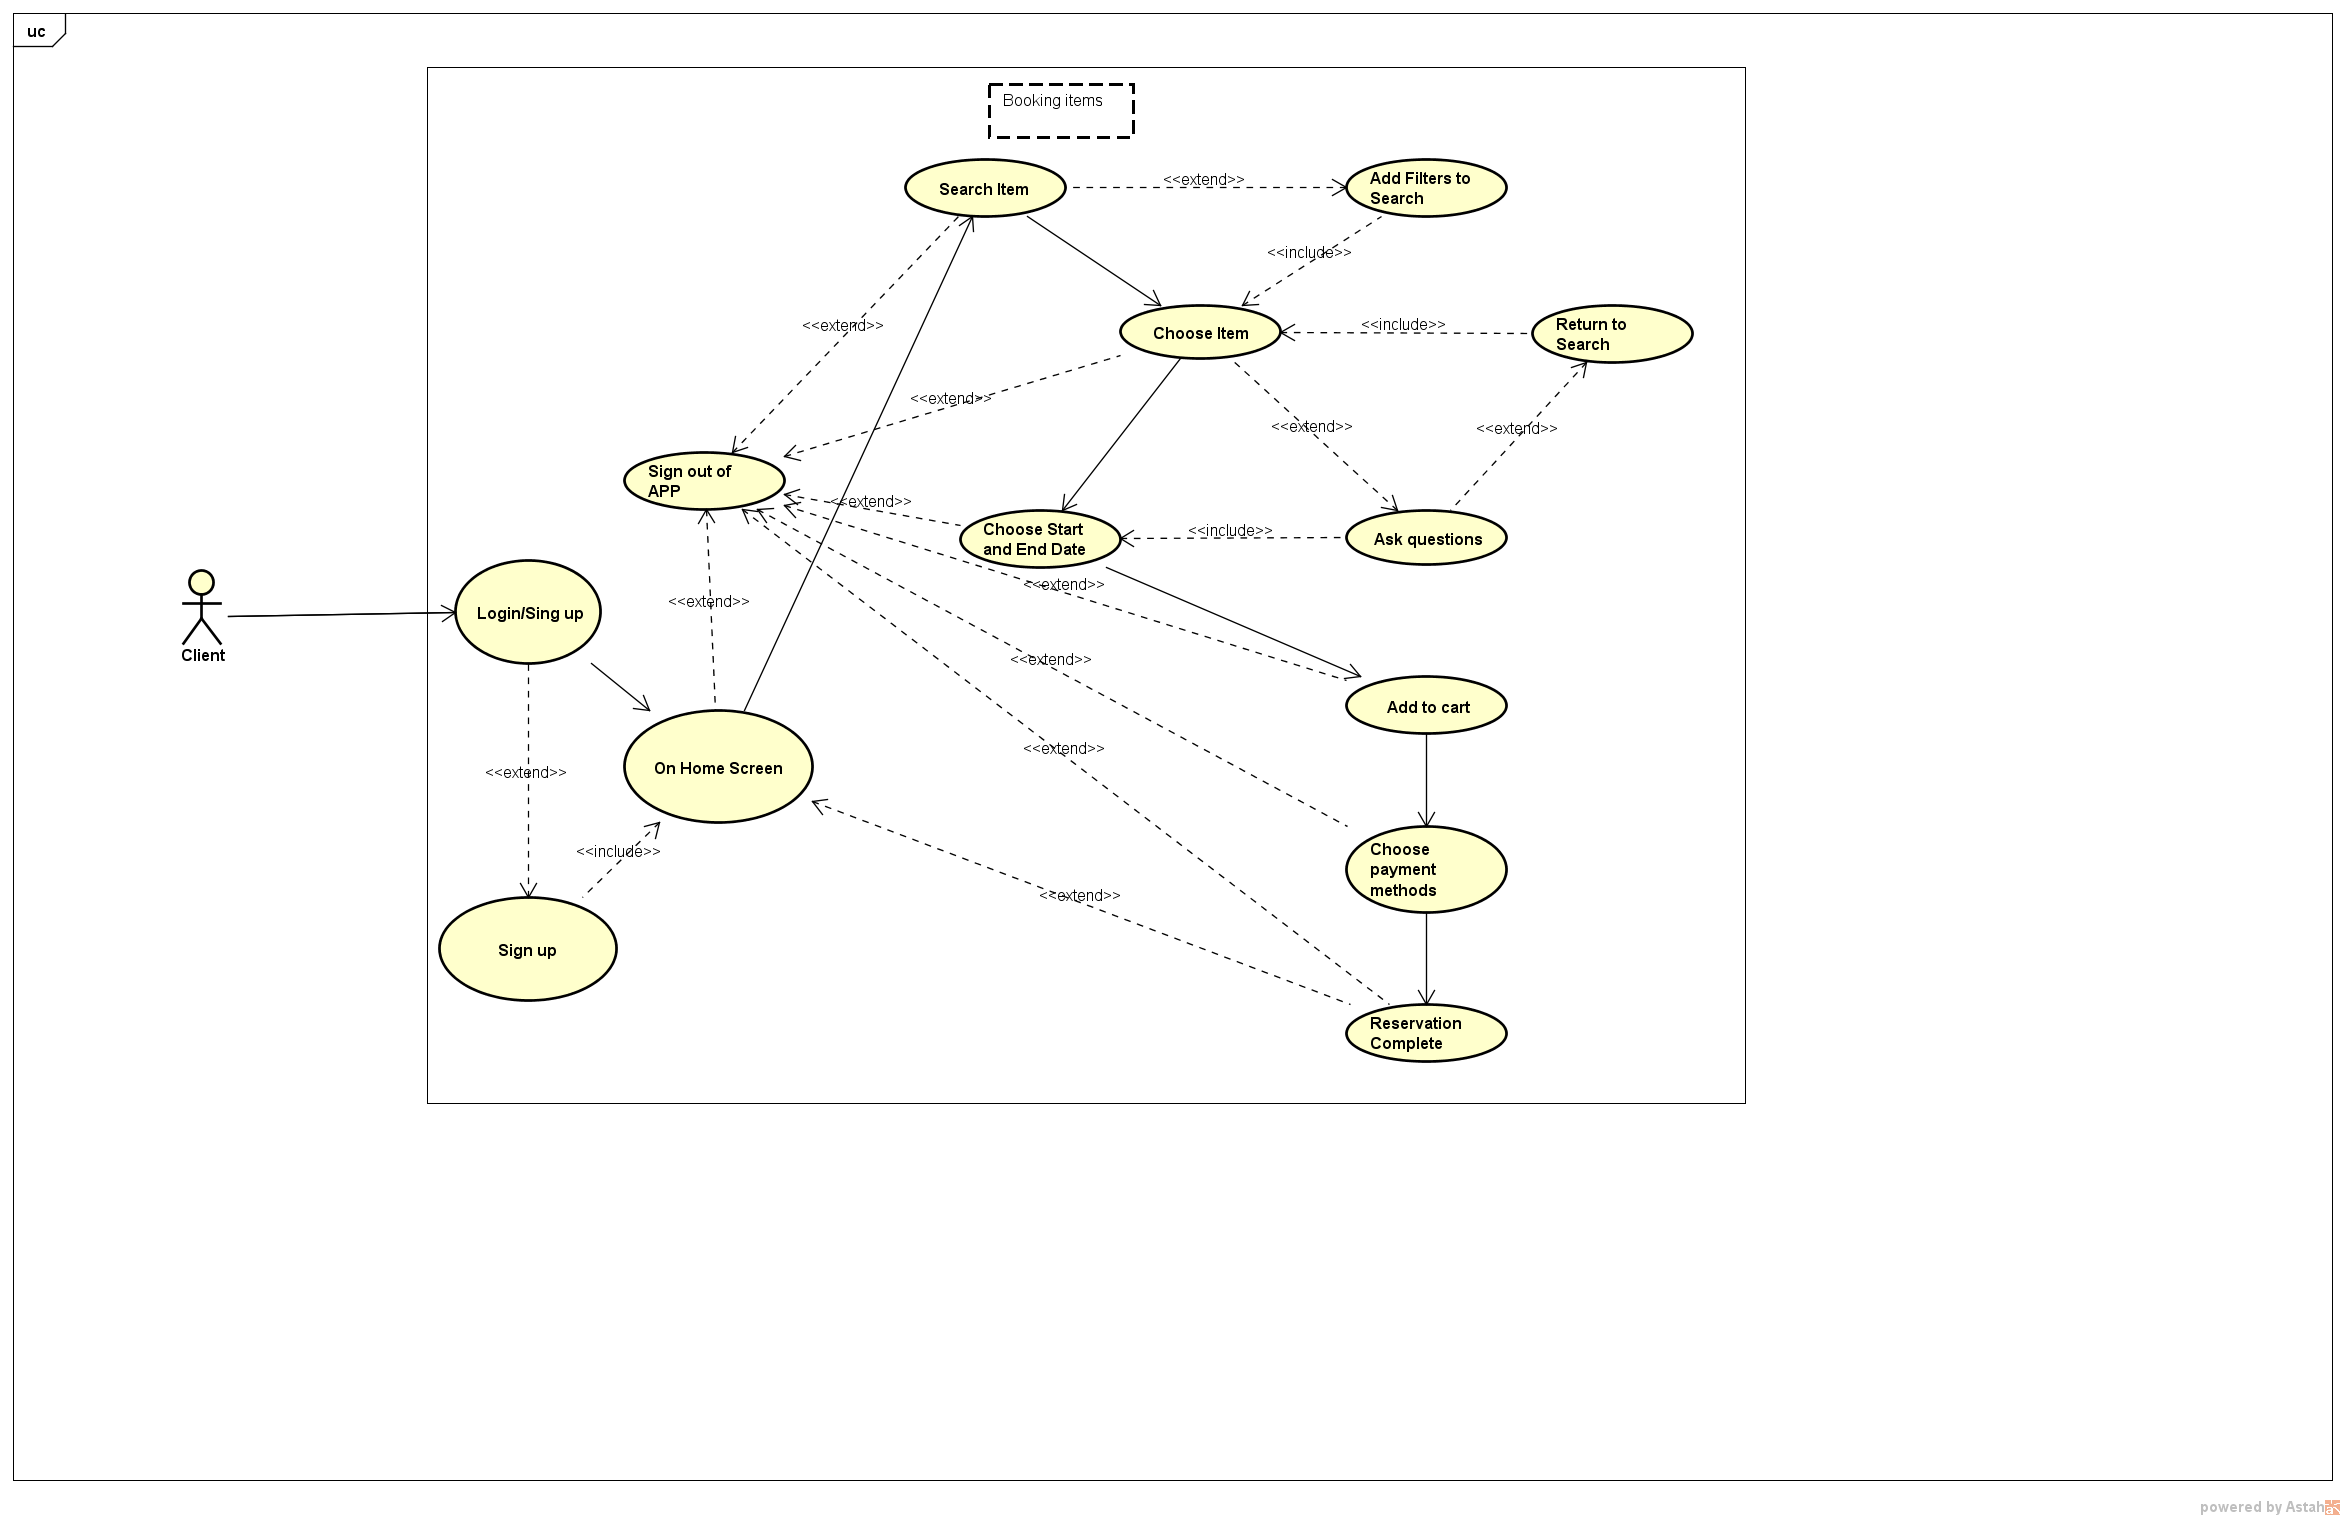 uc
Booking items
Search Item
<<extend>>
Add Filters to
Search
<<include>>
<<extend>>
Choose Item
<<include>>
Return to
Search
<<extend>>
<<extend>>
<<extend>>
Sign out of
APP
<<extend>>
Choose Start
and End Date
<<include>>
Ask questions
<<extend>>
<<extend>>
Client
Login/Sing up
<<extend>>
Add to cart
<<extend>>
<<extend>>
On Home Screen
<<include>>
Choose
payment
methods
<<extend>>
Sign up
Reservation
Complete
powered by Astah